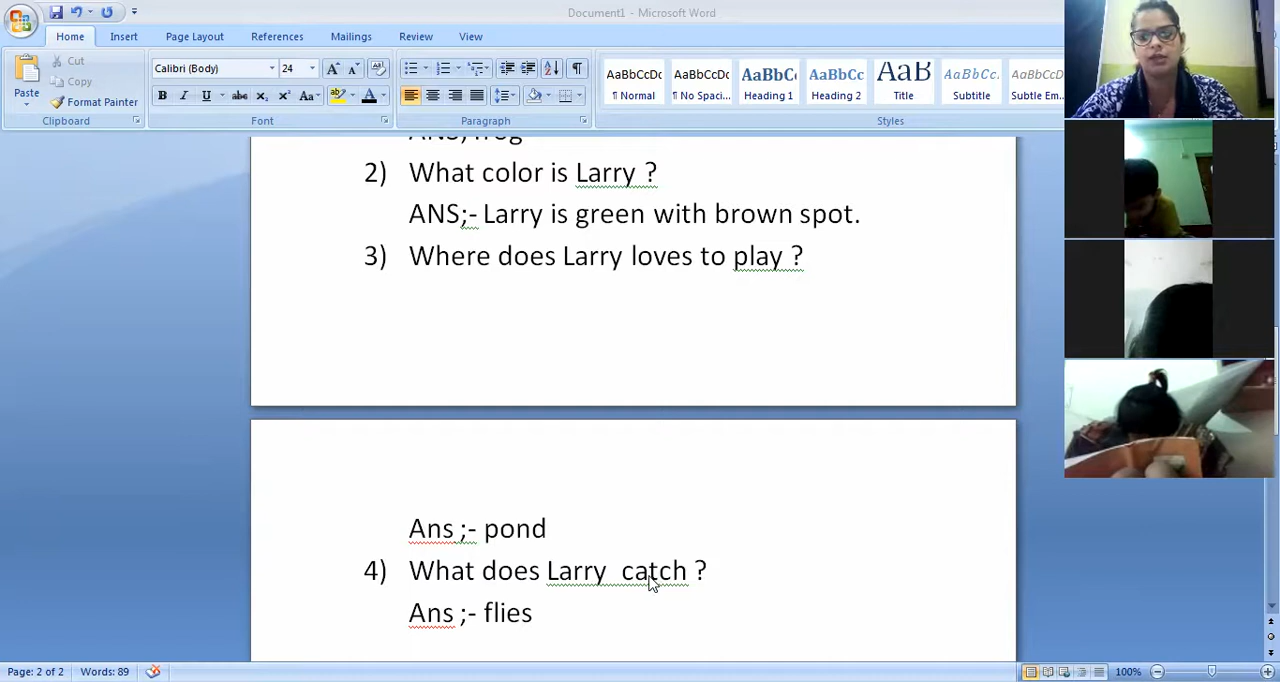 Document1 - Microsoft Word
Home Insert Page Layout References Mailings Review View
Cut
Copy
Paste
Format Painter
Calibri (Body) 24
AaBbCcDc AaBbCcDc AaBbC AaBbCc AaB AaBbCc. AaBbCcDc
¶ Normal ¶ No Spaci... Heading 1 Heading 2 Title Subtitle Subtle Em...
Clipboard Font Paragraph Styles
ANS; frog
2) What color is Larry ?
ANS;- Larry is green with brown spot.
3) Where does Larry loves to play ?
Ans ;- pond
4) What does Larry catch ?
Ans ;- flies
Page: 2 of 2 Words: 89 100%